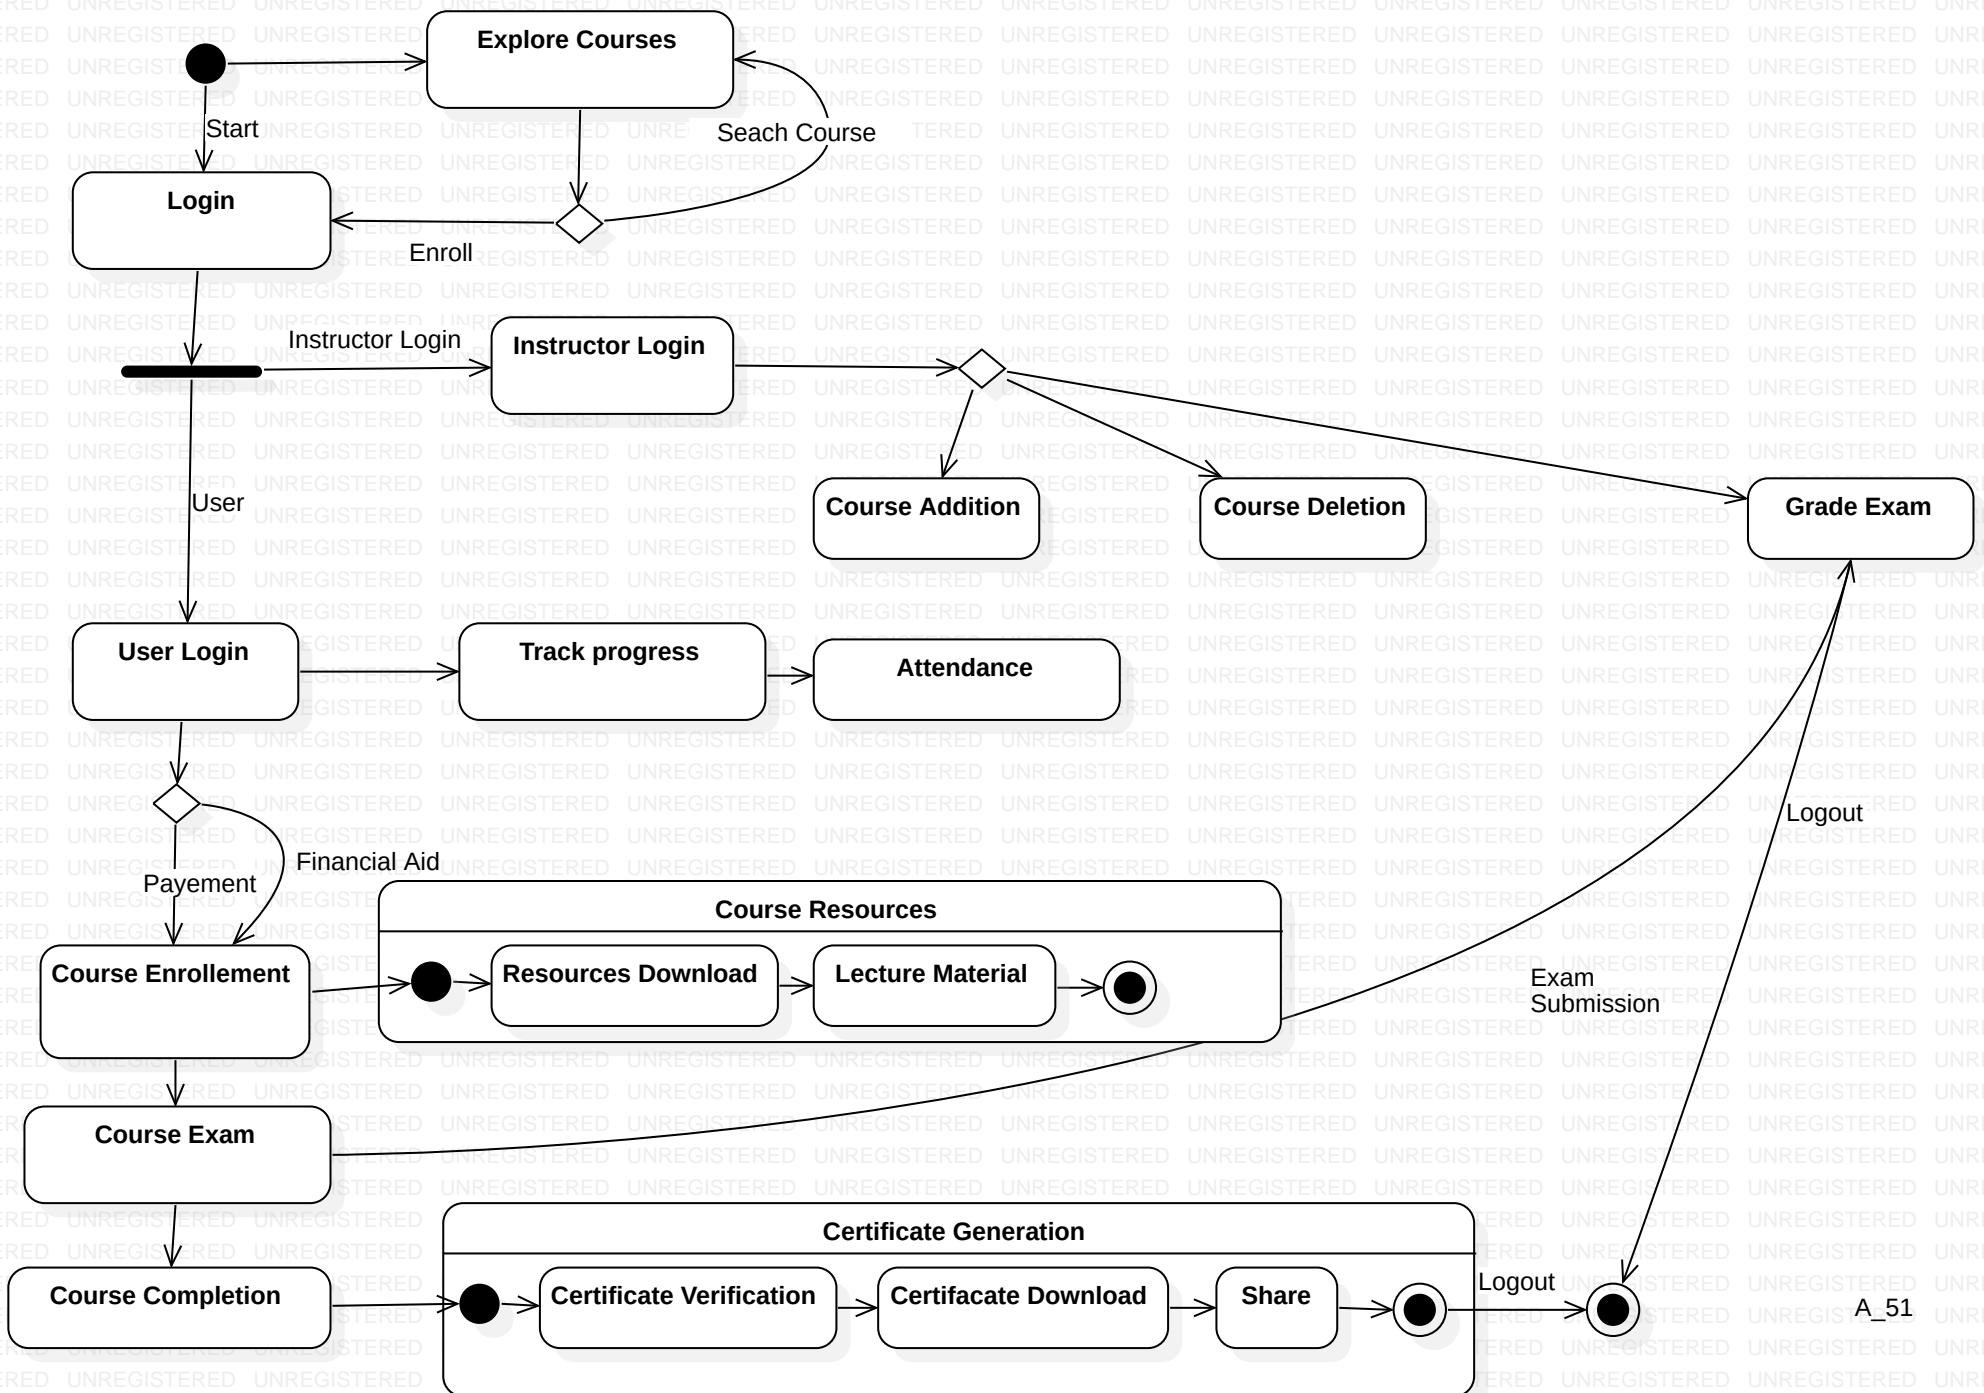 Explore Courses
Start
Seach Course
Login
Enroll
Instructor Login
Instructor Login
Course Addition
Course Deletion
Grade Exam
User
User Login
Track progress
Attendance
Logout
Financial Aid
Payement
Course Resources
Course Enrollement
Resources Download
Lecture Material
Exam
Submission
Course Exam
Certificate Generation
Logout
Course Completion
Certificate Verification
Certifacate Download
Share
A_51
UNREGISTERED